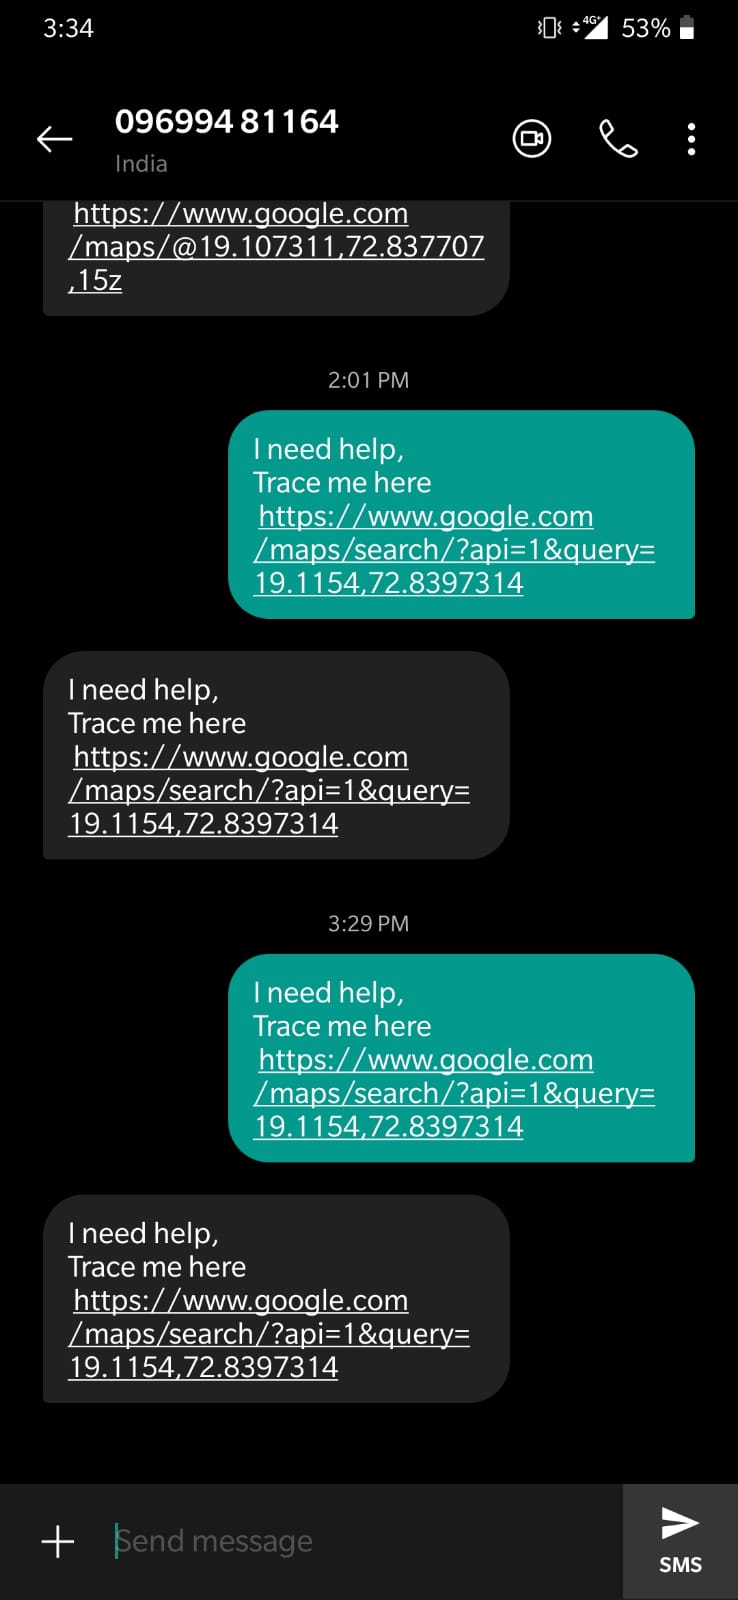 3:34
4G+
53%
096994 81164
India
https://www.google.com
/maps/@19.107311,72.837707
,15z
2:01 PM
I need help,
Trace me here
https://www.google.com
/maps/search/?api=1&query=
19.1154,72.8397314
I need help,
Trace me here
https://www.google.com
/maps/search/?api=1&query=
19.1154,72.8397314
3:29 PM
I need help,
Trace me here
https://www.google.com
/maps/search/?api=1&query=
19.1154,72.8397314
I need help,
Trace me here
https://www.google.com
/maps/search/?api=1&query=
19.1154,72.8397314
Send message
SMS